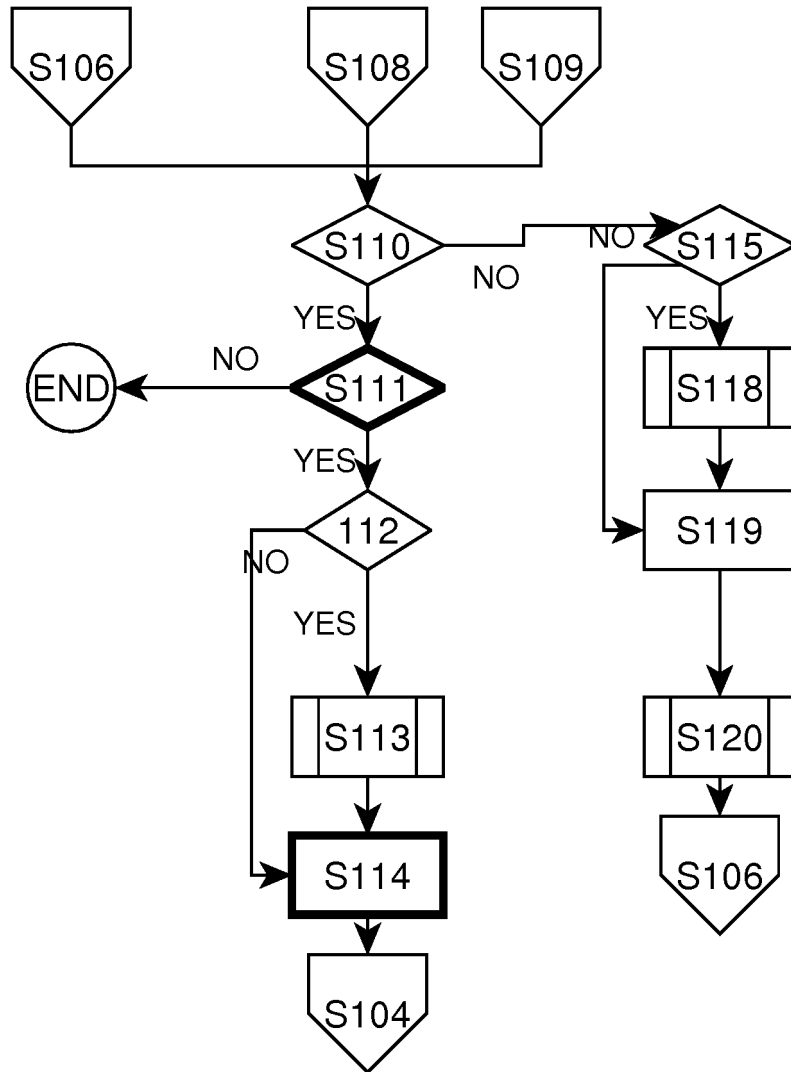 S106 S108 S109
S110 NO NO S115
YES YES
NO
END S111 S118
YES
112 S119
NO
YES
S113 S120
S114 S106
S104